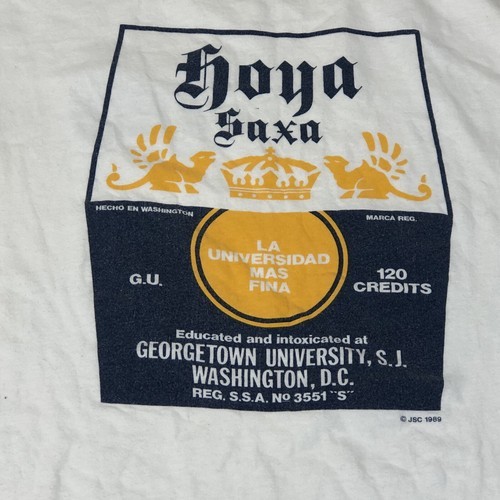 Hoya
Saxa
HECHO EN WASHINGTON
MARCA REG.
LA
UNIVERSIDAD
MAS
FINA
G.U.
120
CREDITS
Educated and intoxicated at
GEORGETOWN UNIVERSITY, S.J.
WASHINGTON, D.C.
REG. S.S.A. Nº 3551 "S"
© JSC 1989